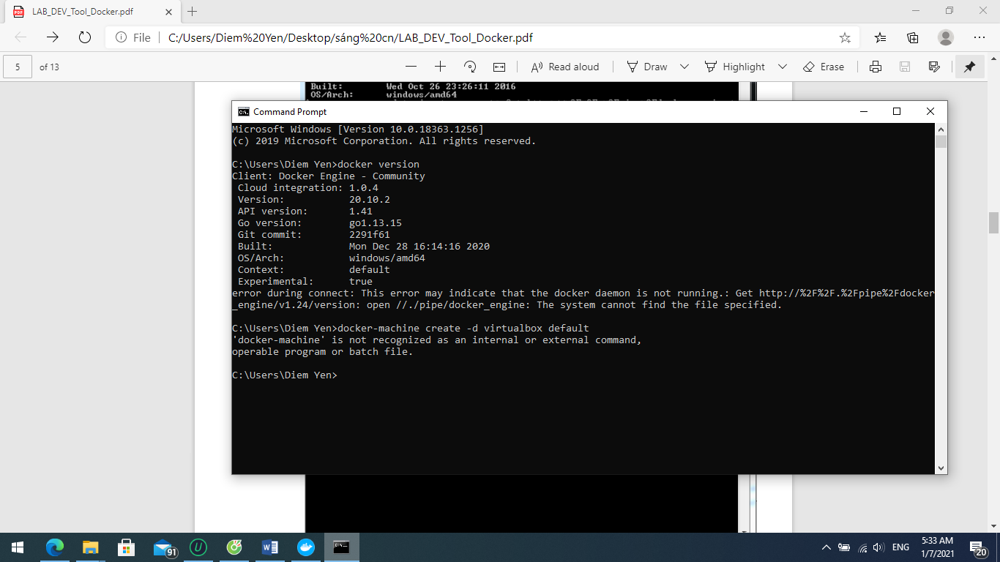 LAB_DEV_Tool_Docker.pdf
File C:/Users/Diem%20Yen/Desktop/sáng%20cn/LAB_DEV_Tool_Docker.pdf
5 of 13 Read aloud Draw Highlight Erase
Built: Wed Oct 26 23:26:11 2016
OS/Arch: windows/amd64
Command Prompt
Microsoft Windows [Version 10.0.18363.1256]
(c) 2019 Microsoft Corporation. All rights reserved.
C:\Users\Diem Yen>docker version
Client: Docker Engine - Community
Cloud integration: 1.0.4
Version: 20.10.2
API version: 1.41
Go version: go1.13.15
Git commit: 2291f61
Built: Mon Dec 28 16:14:16 2020
OS/Arch: windows/amd64
Context: default
Experimental: true
error during connect: This error may indicate that the docker daemon is not running.: Get http://%2F%2F.%2Fpipe%2Fdocker
_engine/v1.24/version: open //./pipe/docker_engine: The system cannot find the file specified.
C:\Users\Diem Yen>docker-machine create -d virtualbox default
'docker-machine' is not recognized as an internal or external command,
operable program or batch file.
C:\Users\Diem Yen>
91
ENG
5:33 AM
1/7/2021
20